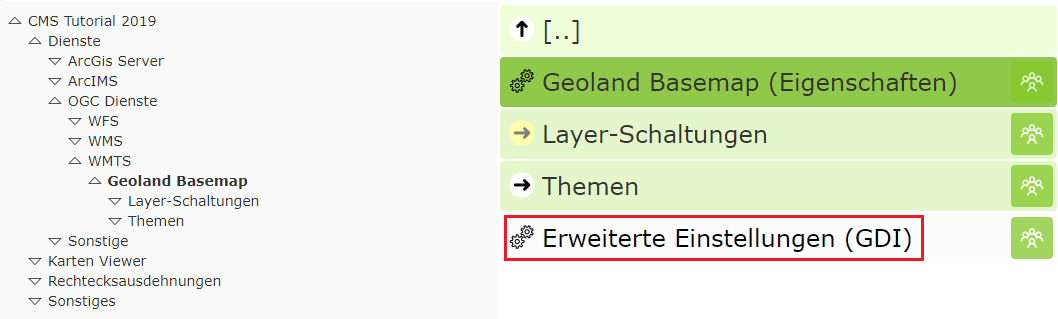 CMS Tutorial 2019
Dienste
ArcGis Server
ArcIMS
OGC Dienste
WFS
WMS
WMTS
Geoland Basemap
Layer-Schaltungen
Themen
Sonstige
Karten Viewer
Rechtecksausdehnungen
Sonstiges
[..]
Geoland Basemap (Eigenschaften)
Layer-Schaltungen
Themen
Erweiterte Einstellungen (GDI)